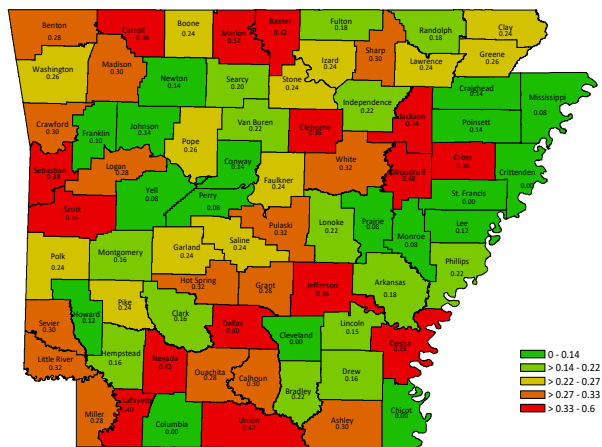 Benton
0.28
Carroll
0.36
Boone
0.24
Marion
0.52
Baxter
0.42
Fulton
0.18
Randolph
0.18
Clay
0.24
Washington
0.26
Madison
0.30
Newton
0.14
Searcy
0.20
Stone
0.24
Izard
0.24
Sharp
0.30
Lawrence
0.24
Greene
0.26
Craighead
0.14
Mississippi
0.08
Crawford
0.30
Franklin
0.10
Johnson
0.14
Pope
0.26
Van Buren
0.22
Cleburne
0.36
Independence
0.22
Jackson
0.34
Poinsett
0.14
Sebastian
Logan
0.28
Conway
0.14
Faulkner
0.24
White
0.32
Woodruff
0.48
Cross
0.36
Crittenden
0.00
Scott
0.36
Yell
0.08
Perry
0.08
St. Francis
0.00
Polk
0.24
Montgomery
0.16
Garland
0.24
Saline
0.24
Pulaski
0.32
Lonoke
0.22
Prairie
0.08
Monroe
0.08
Lee
0.12
Phillips
0.22
Hot Spring
0.32
Grant
0.28
Jefferson
0.36
Arkansas
0.18
Sevier
0.30
Howard
0.12
Pike
0.24
Clark
0.16
Dallas
0.60
Cleveland
0.00
Lincoln
0.15
Desha
0.36
Little River
0.32
Hempstead
0.16
Nevada
0.42
Ouachita
0.28
Calhoun
0.30
Bradley
0.22
Drew
0.16
Chicot
0.00
Miller
0.28
Lafayette
0.40
Columbia
0.00
Union
0.42
Ashley
0.30
0 - 0.14
> 0.14 - 0.22
> 0.22 - 0.27
> 0.27 - 0.33
> 0.33 - 0.6